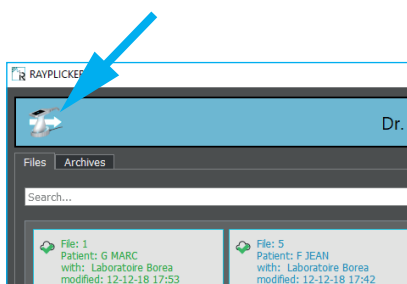 RAYPLICKER
Dr.
Files Archives
Search...
File: 1
Patient: G MARC
with: Laboratoire Borea
modified: 12-12-18 17:53
File: 5
Patient: F JEAN
with: Laboratoire Borea
modified: 12-12-18 17:42